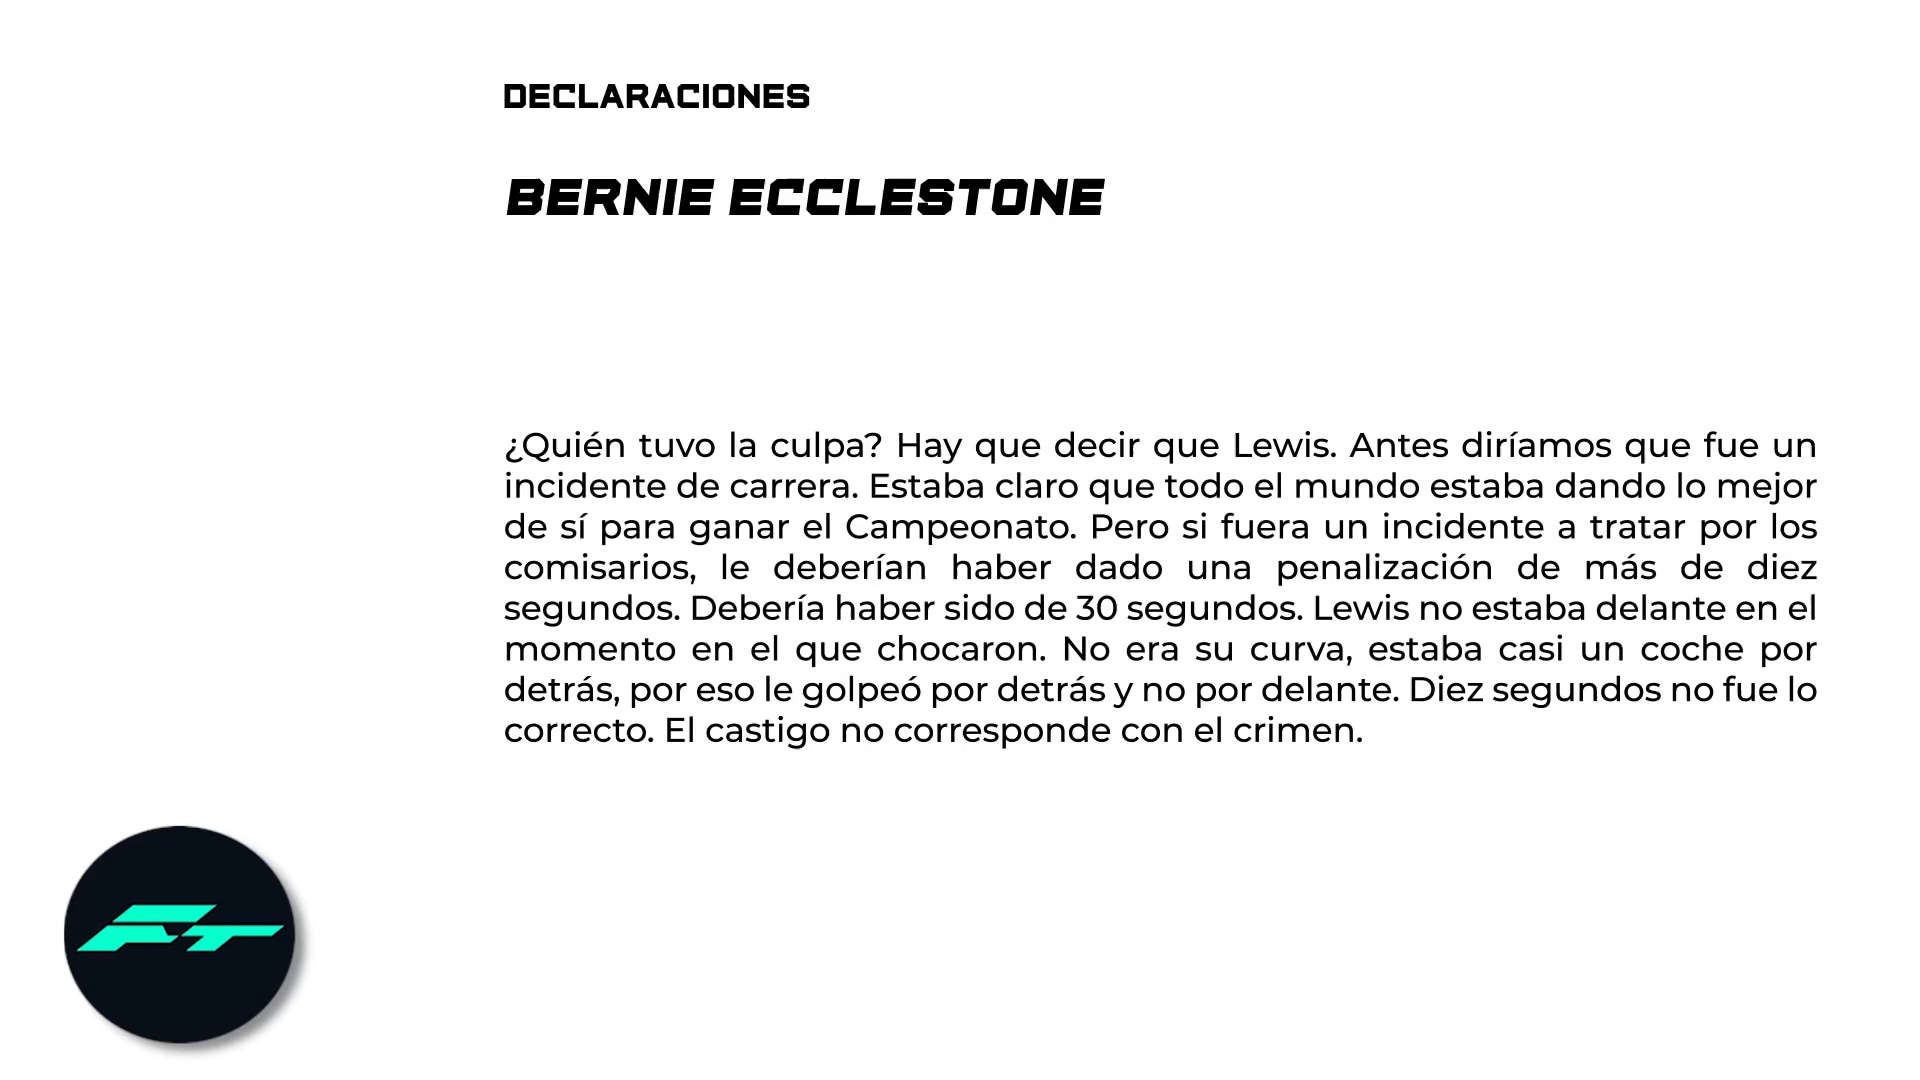 DECLARACIONES
BERNIE ECCLESTONE
¿Quién tuvo la culpa? Hay que decir que Lewis. Antes diríamos que fue un
incidente de carrera. Estaba claro que todo el mundo estaba dando lo mejor
de sí para ganar el Campeonato. Pero si fuera un incidente a tratar por los
comisarios, le deberían haber dado una penalización de más de diez
segundos. Debería haber sido de 30 segundos. Lewis no estaba delante en el
momento en el que chocaron. No era su curva, estaba casi un coche por
detrás, por eso le golpeó por detrás y no por delante. Diez segundos no fue lo
correcto. El castigo no corresponde con el crimen.
FT